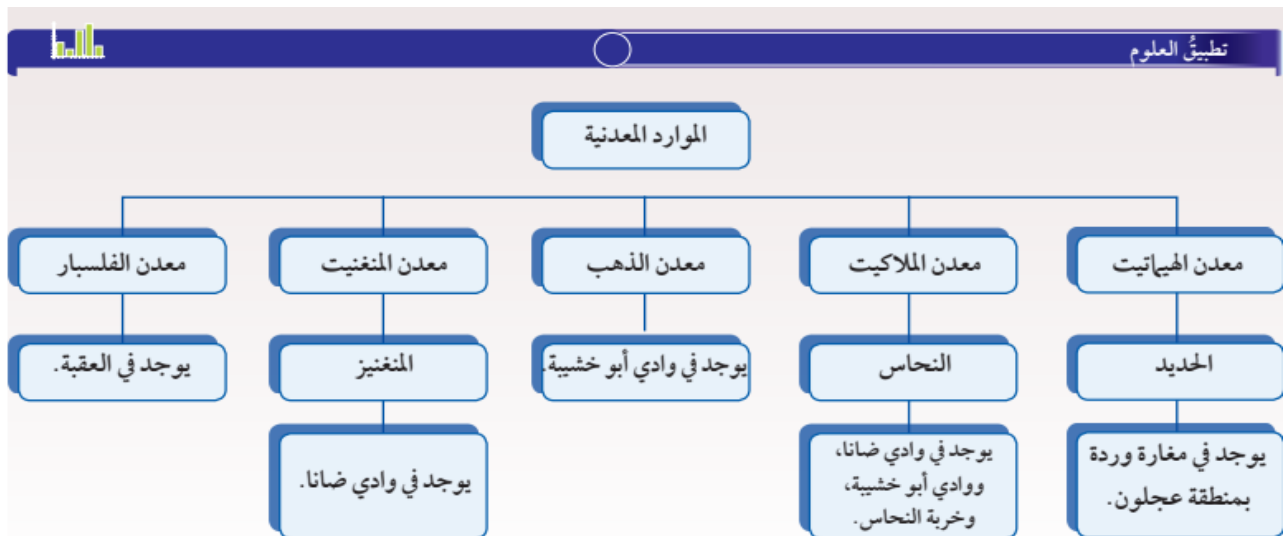 تطبيقُ العلوم
الموارد المعدنية
معدن الهيماتيت
معدن الملاكيت
معدن الذهب
معدن المنغنيت
معدن الفلسبار
الحديد
النحاس
يوجد في وادي أبو خشيبة.
المنغنيز
يوجد في العقبة.
يوجد في مغارة وردة
بمنطقة عجلون.
يوجد في وادي ضانا،
ووادي أبو خشيبة،
وخربة النحاس.
يوجد في وادي ضانا.